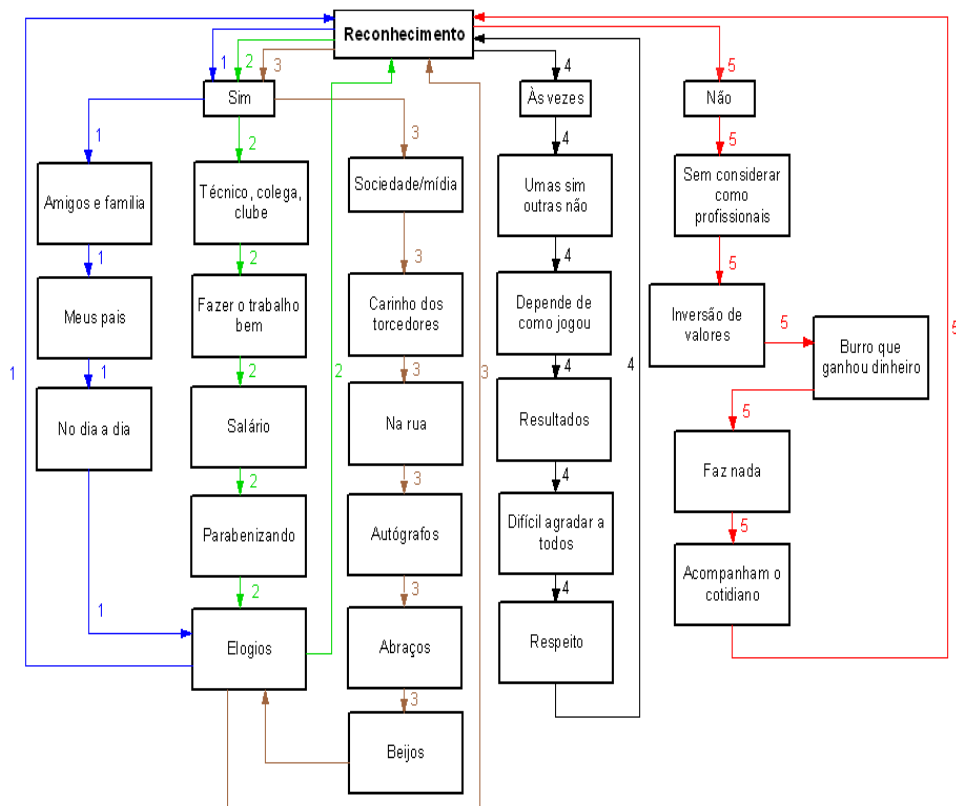 Reconhecimento
1
2
3
4
5
Sim
Às vezes
Não
1
2
3
4
5
Amigos e familia
Técnico, colega,
clube
Sociedade/mídia
Umas sim
outras não
Sem considerar
como
profissionais
1
2
3
4
5
Meus pais
Fazer o trabalho
bem
Carinho dos
torcedores
Depende de
como jogou
Inversão de
valores
5
Burro que
ganhou dinheiro
1
2
3
4
5
1
2
3
4
5
No dia a dia
Salário
Na rua
Resultados
Faz nada
2
3
4
5
Parabenizando
Autógrafos
Difícil agradar a
todos
Acompanham o
cotidiano
1
2
3
4
Elogios
Abraços
Respeito
3
Beijos